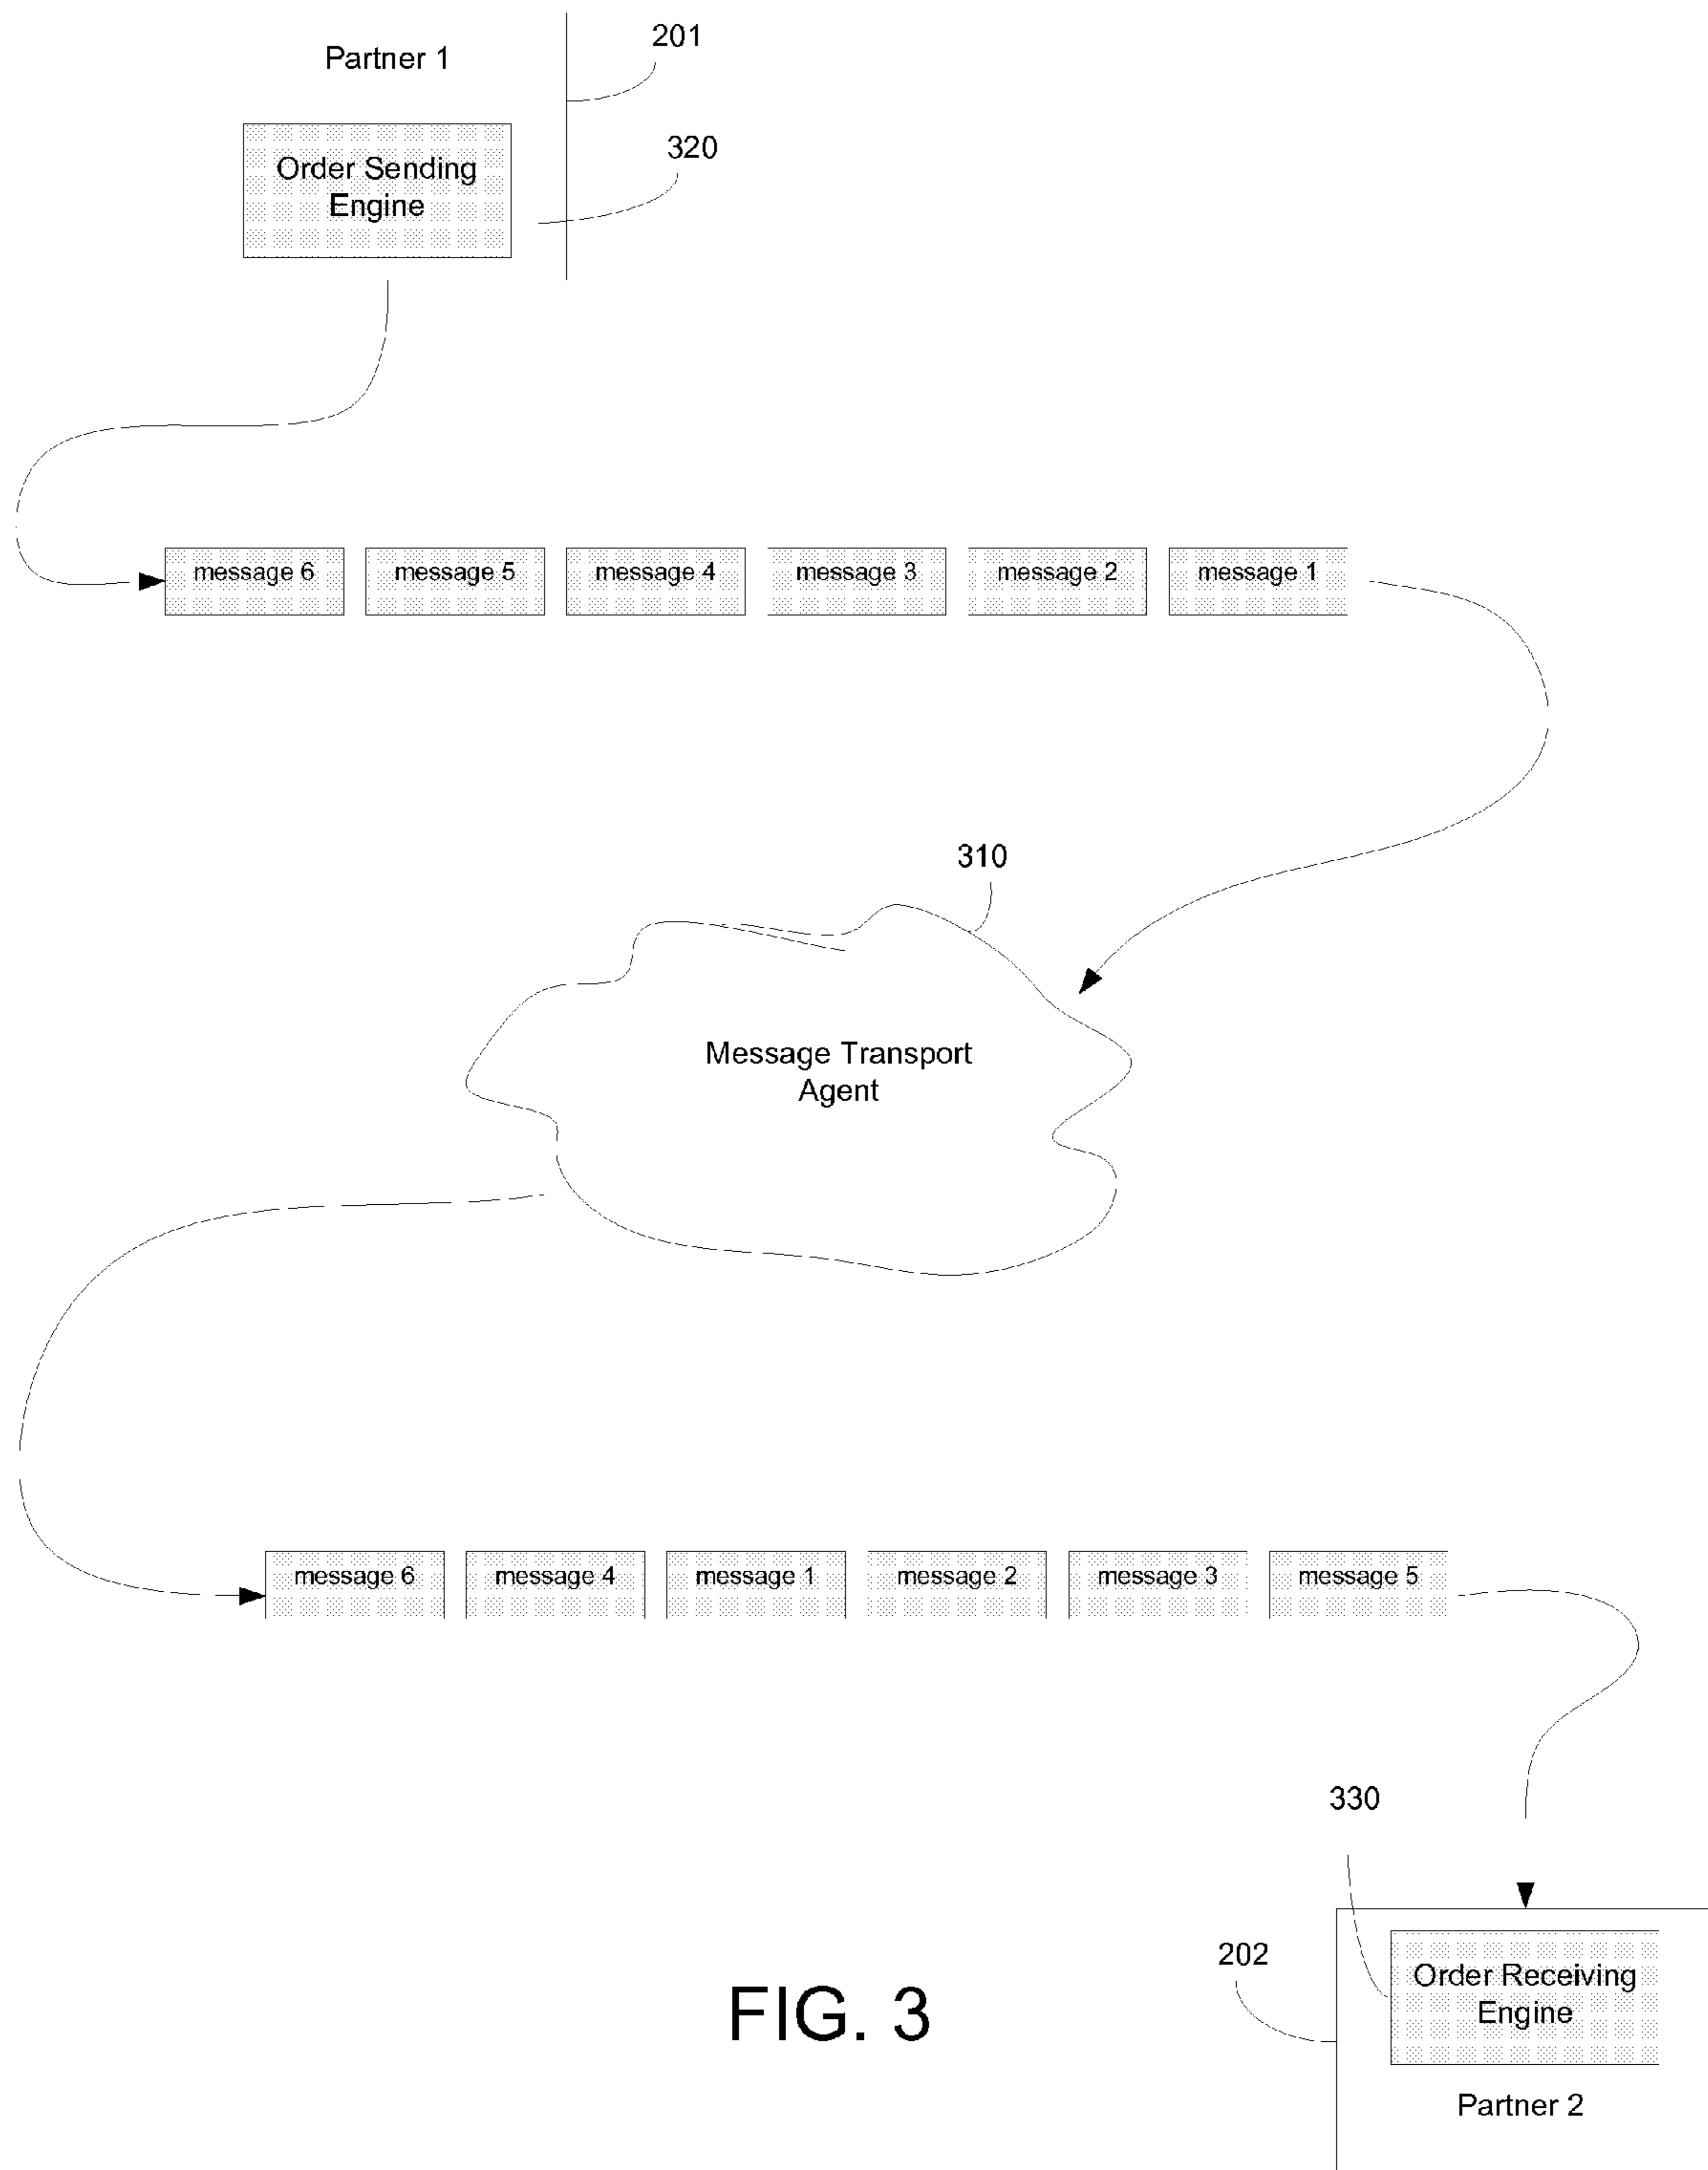 Partner 1
201
320
Order Sending
Engine
message 6 message 5 message 4 message 3 message 2 message 1
310
Message Transport
Agent
message 6 message 4 message 1 message 2 message 3 message 5
330
202
Order Receiving
Engine
Partner 2
FIG. 3